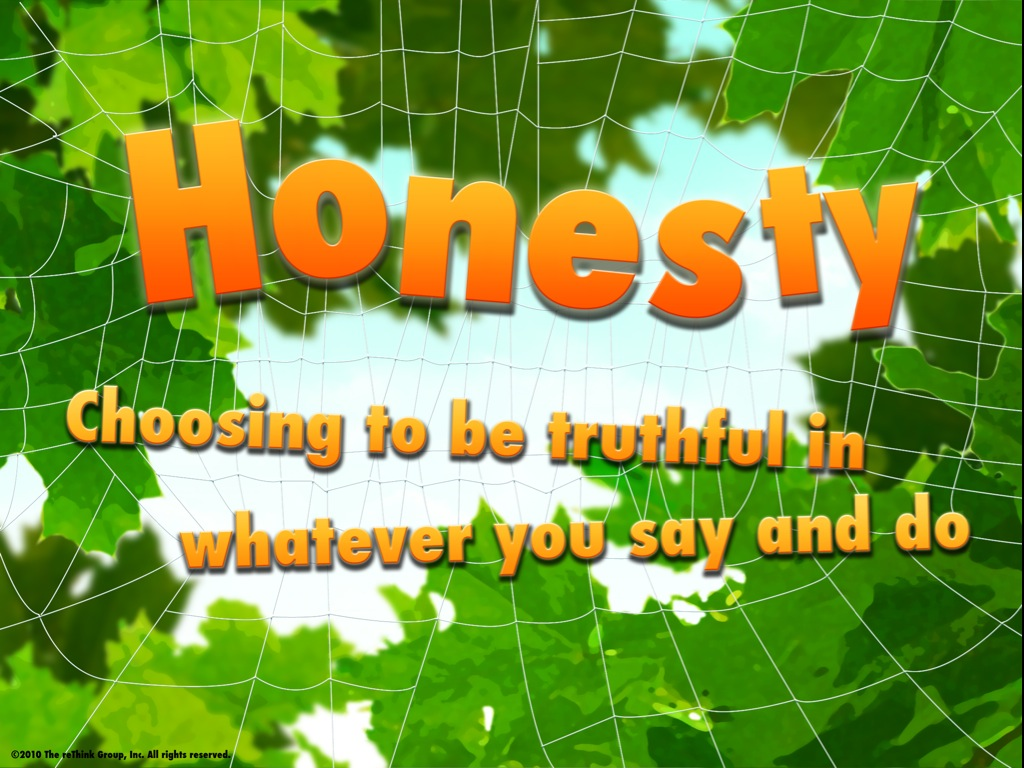 Honesty
Choosing to be truthful in
whatever you say and do
©2010 The reThink Group, Inc. All rights reserved.